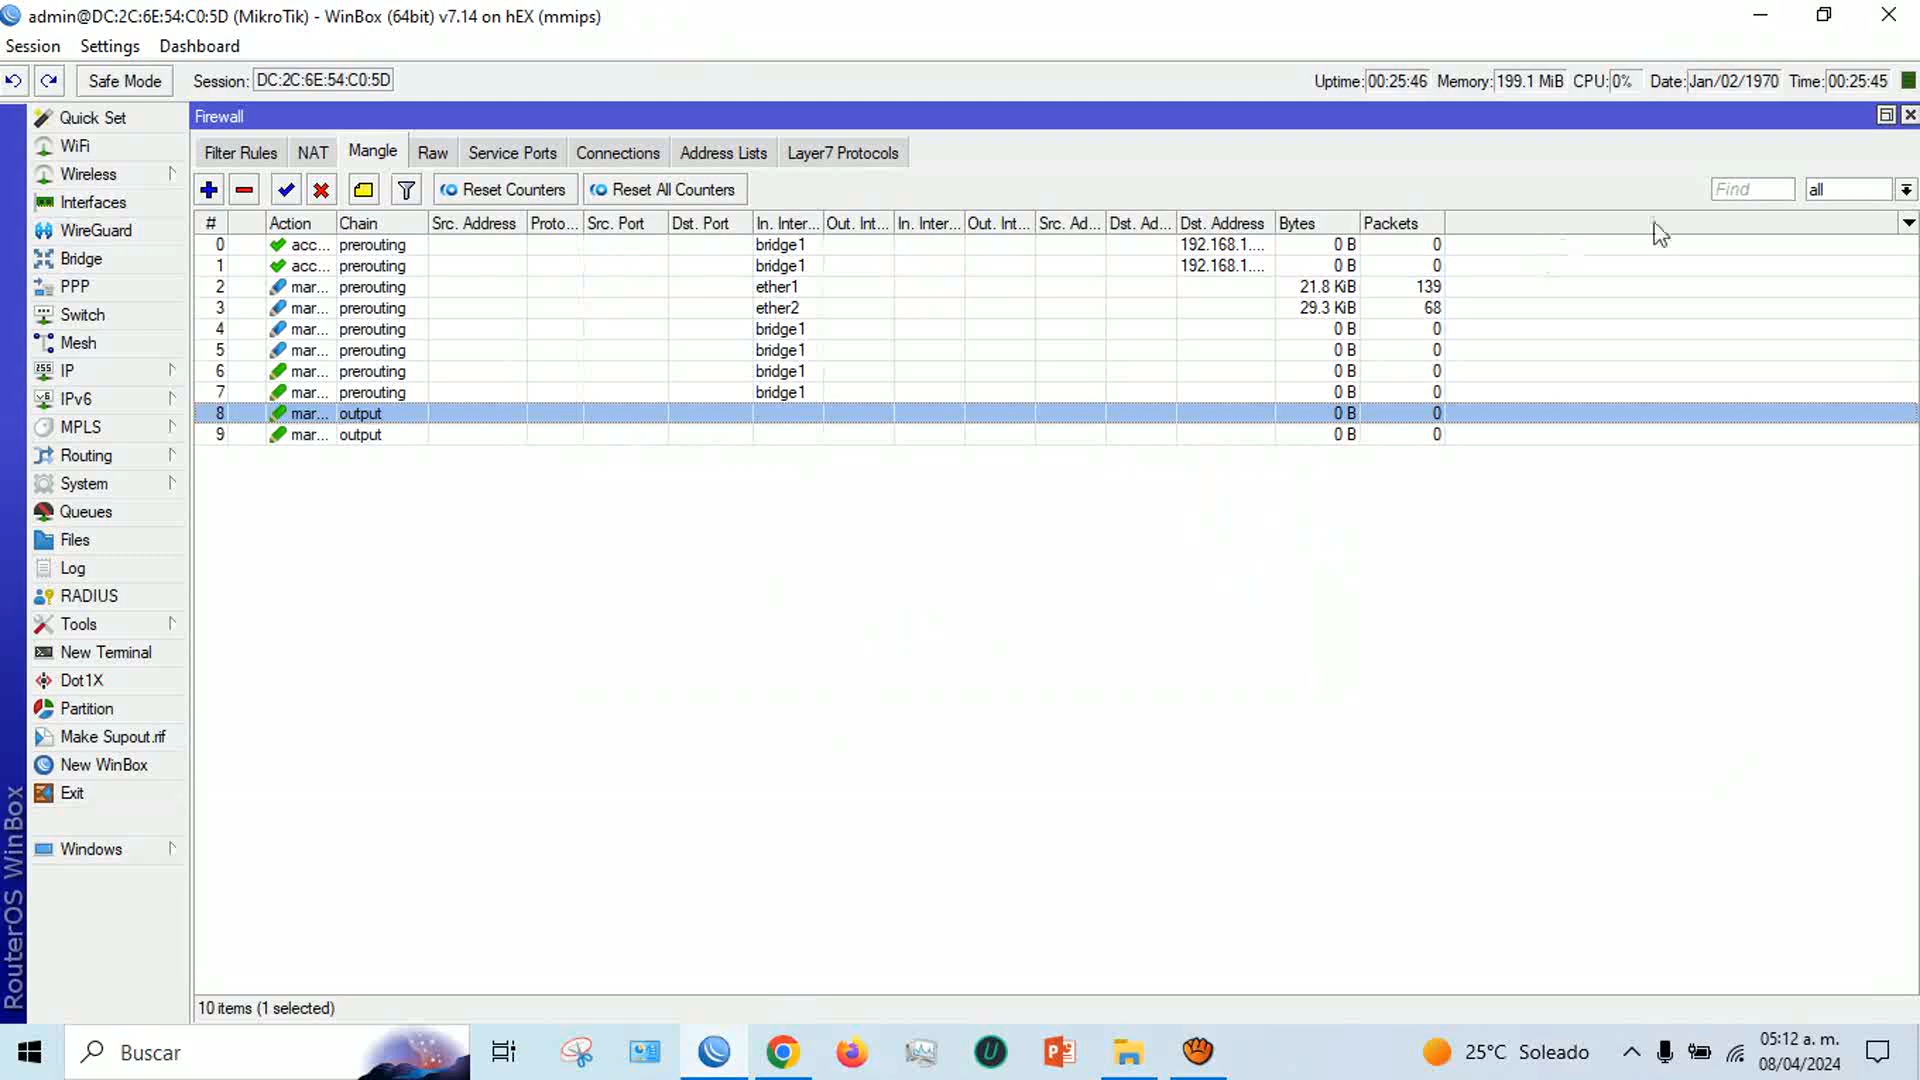 admin@DC:2C:6E:54:C0:5D (MikroTik) - WinBox (64bit) v7.14 on hEX (mmips)
Session Settings Dashboard
Safe Mode Session: DC:2C:6E:54:C0:5D Uptime: 00:25:46 Memory: 199.1 MiB CPU: 0% Date: Jan/02/1970 Time: 00:25:45
Quick Set
WiFi
Wireless
Interfaces
WireGuard
Bridge
PPP
Switch
Mesh
IP
IPv6
MPLS
Routing
System
Queues
Files
Log
RADIUS
Tools
New Terminal
Dot1X
Partition
Make Supout.rif
New WinBox
Exit
Windows
RouterOS WinBox
Firewall
Filter Rules NAT Mangle Raw Service Ports Connections Address Lists Layer7 Protocols
Reset Counters Reset All Counters Find all
# Action Chain Src. Address Proto... Src. Port Dst. Port In. Inter... Out. Int... In. Inter... Out. Int... Src. Ad... Dst. Ad... Dst. Address Bytes Packets
0 acc... prerouting bridge1 192.168.1.... 0 B 0
1 acc... prerouting bridge1 192.168.1.... 0 B 0
2 mar... prerouting ether1 21.8 KiB 139
3 mar... prerouting ether2 29.3 KiB 68
4 mar... prerouting bridge1 0 B 0
5 mar... prerouting bridge1 0 B 0
6 mar... prerouting bridge1 0 B 0
7 mar... prerouting bridge1 0 B 0
8 mar... output 0 B 0
9 mar... output 0 B 0
10 items (1 selected)
Buscar 25°C Soleado 05:12 a. m.
08/04/2024